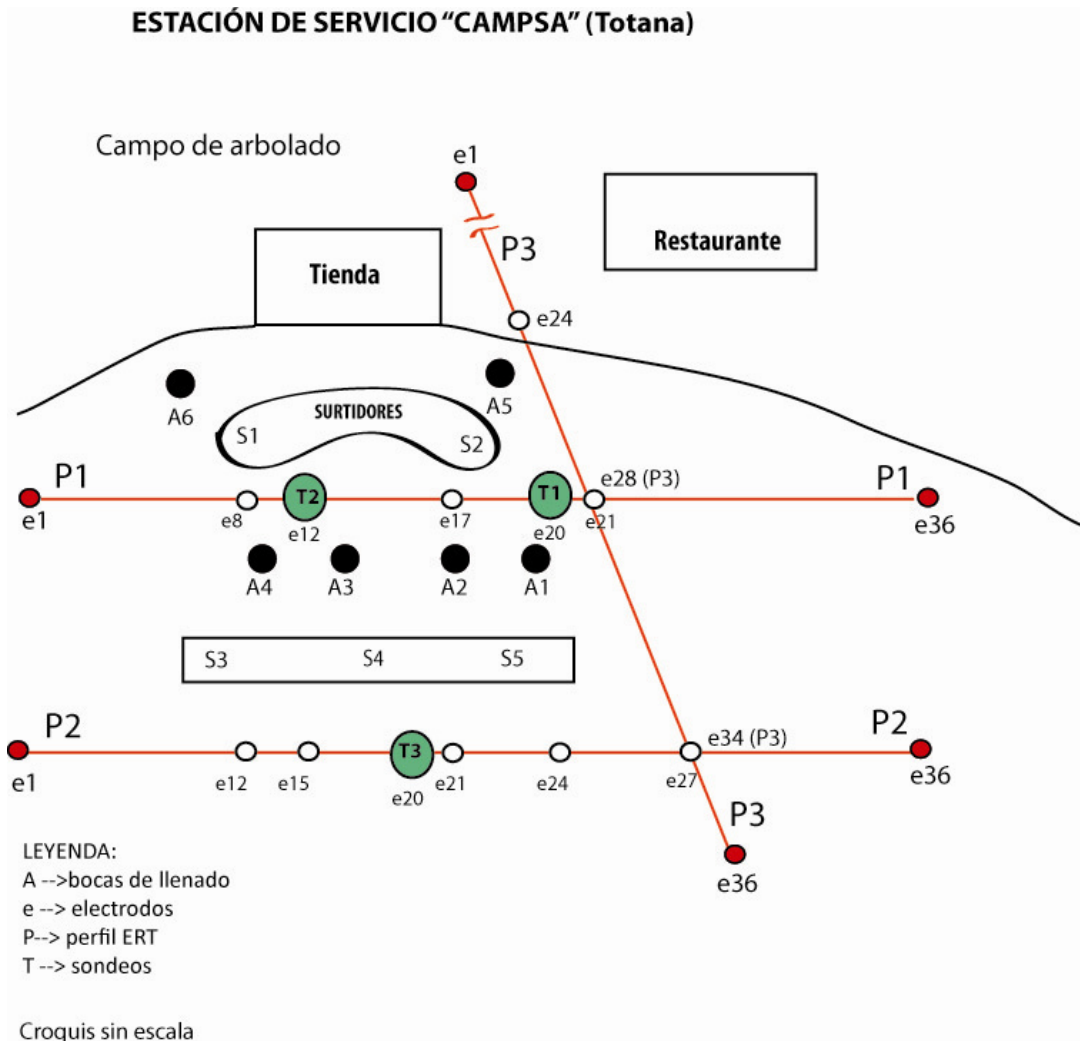 ESTACIÓN DE SERVICIO “CAMPSA” (Totana)
Campo de arbolado
e1
Restaurante
P3
Tienda
e24
A6
SURTIDORES
A5
S1
S2
P1
T2
T1
e28 (P3)
P1
e1
e8
e12
e17
e20
e21
e36
A4
A3
A2
A1
S3
S4
S5
P2
T3
e34 (P3)
P2
e1
e12
e15
e20
e21
e24
e27
e36
P3
e36
LEYENDA:
A -->bocas de llenado
e --> electrodos
P--> perfil ERT
T --> sondeos
Croquis sin escala